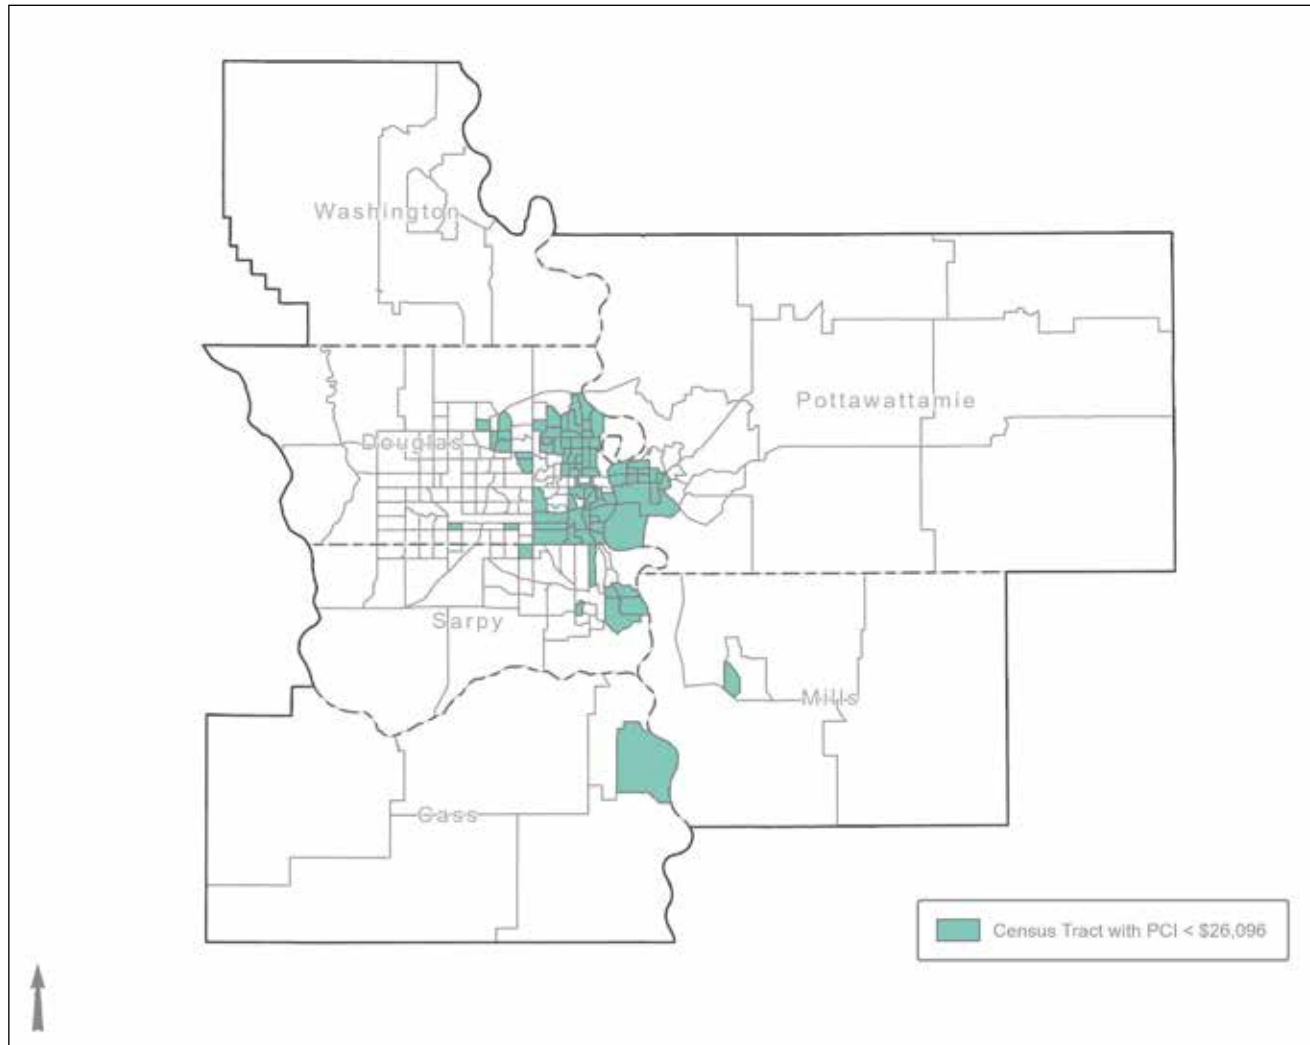 Washington
Pottawattamie
Douglas
Sarpy
Mills
Cass
Census Tract with PCI < $26,096